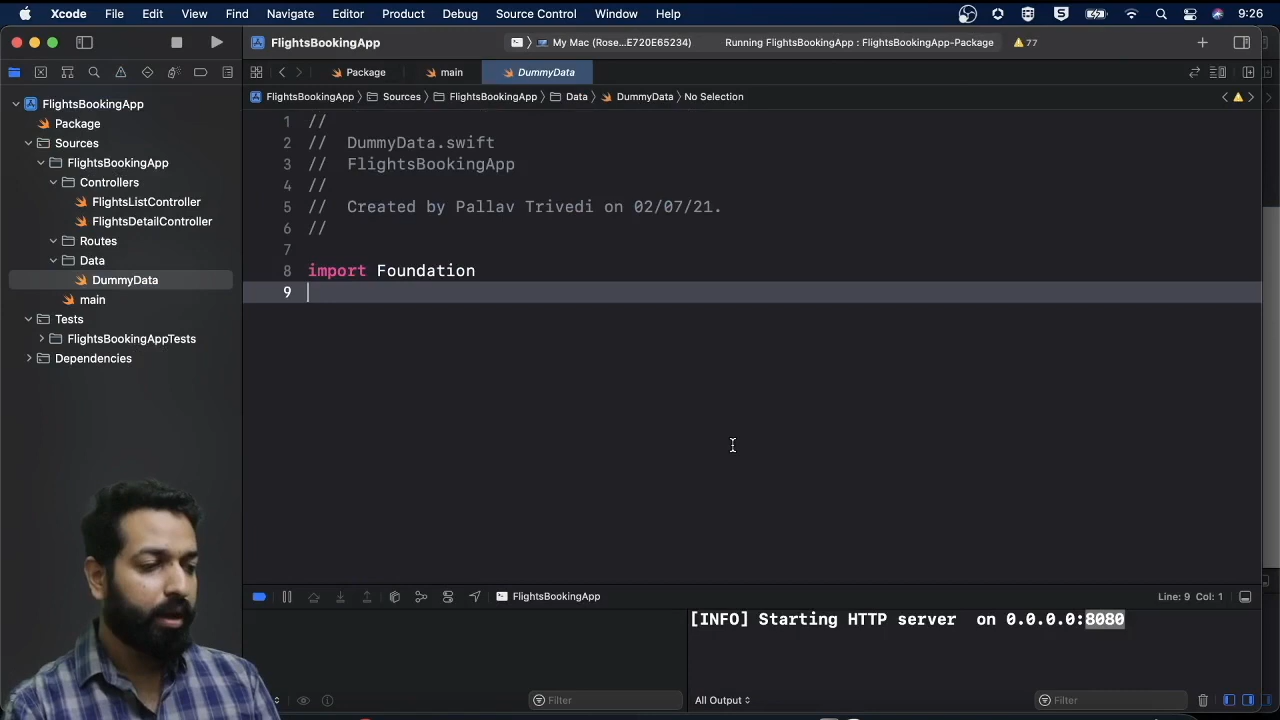 Xcode File Edit View Find Navigate Editor Product Debug Source Control Window Help 9:26
FlightsBookingApp My Mac (Rose...E720E65234) Running FlightsBookingApp : FlightsBookingApp-Package 77
Package main DummyData
FlightsBookingApp Sources FlightsBookingApp Data DummyData No Selection
FlightsBookingApp
Package
Sources
FlightsBookingApp
Controllers
FlightsListController
FlightsDetailController
Routes
Data
DummyData
main
Tests
FlightsBookingAppTests
Dependencies
1 //
2 // DummyData.swift
3 // FlightsBookingApp
4 //
5 // Created by Pallav Trivedi on 02/07/21.
6 //
7
8 import Foundation
9
FlightsBookingApp Line: 9 Col: 1
[INFO] Starting HTTP server on 0.0.0.0:8080
Filter All Output Filter